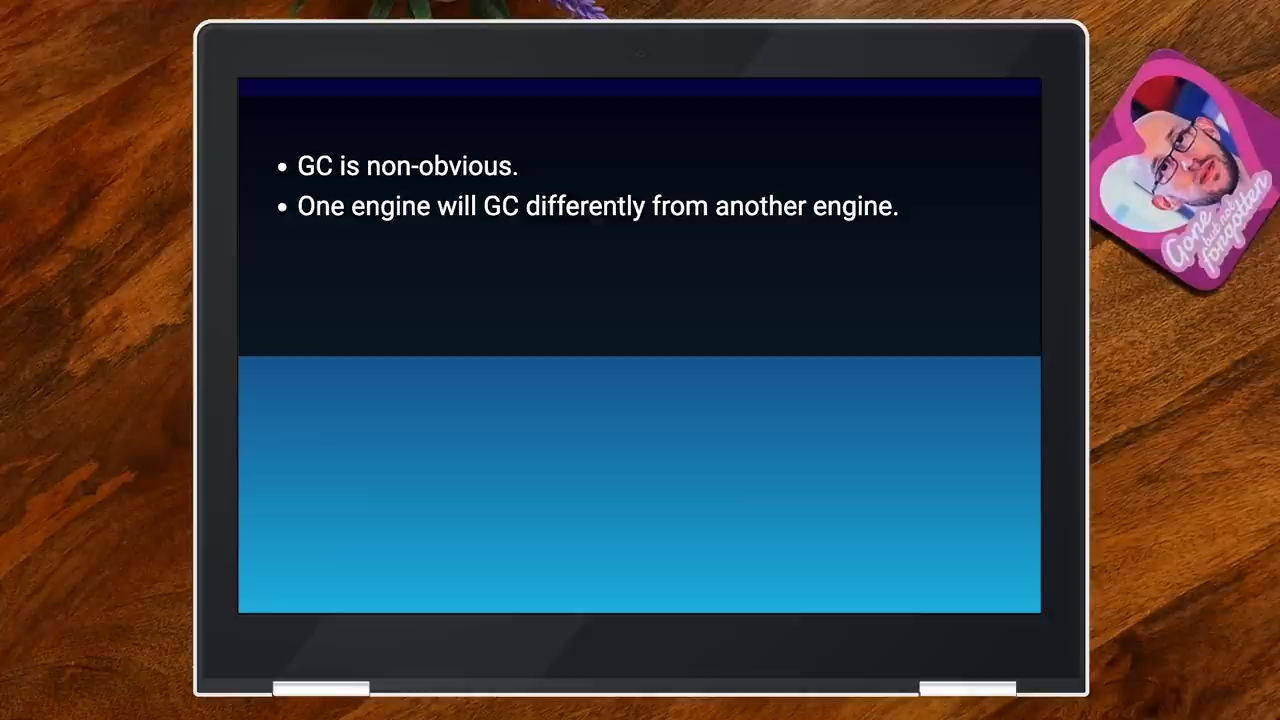 • GC is non-obvious.
• One engine will GC differently from another engine.
Gone
but not
forgotten